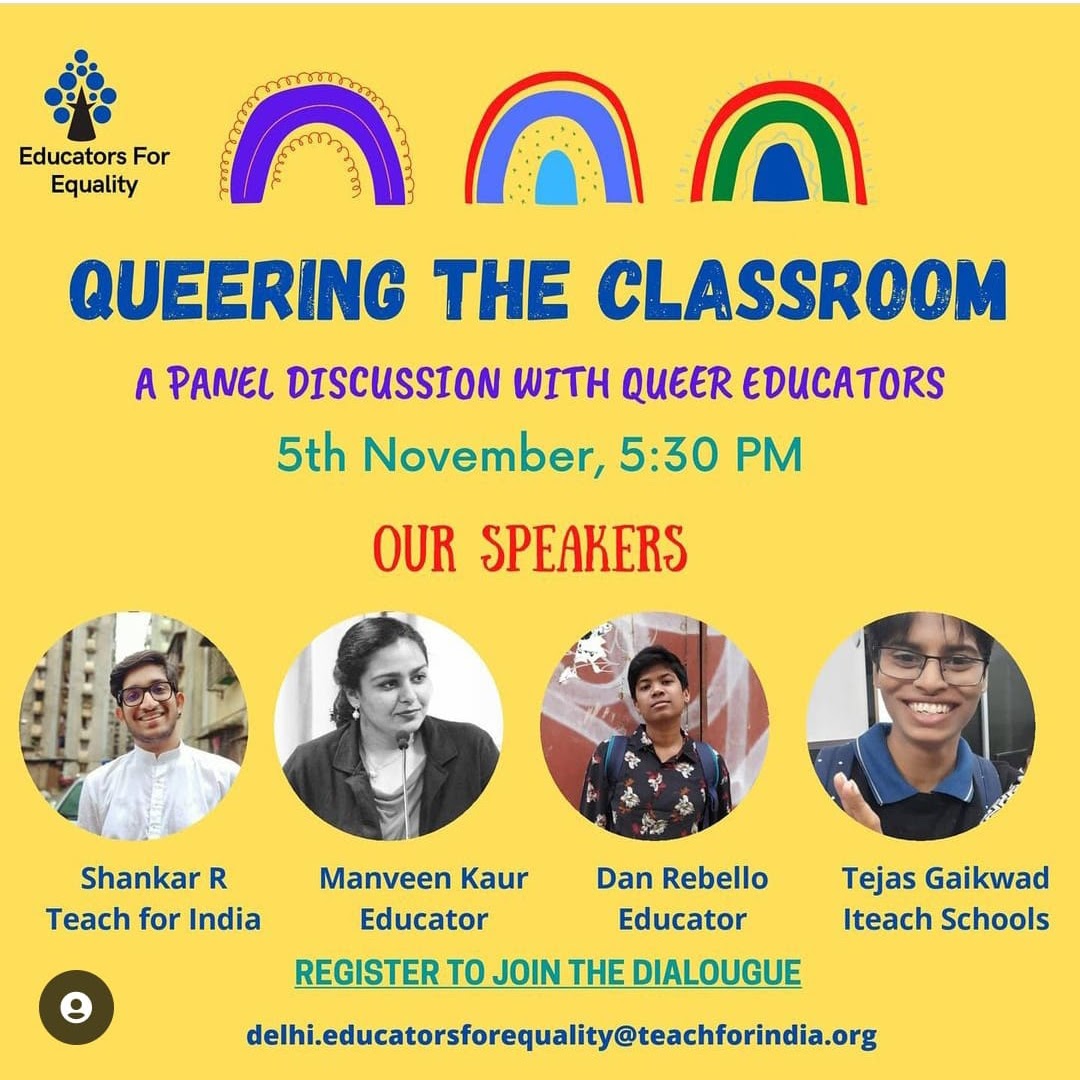 Educators For
Equality
QUEERING THE CLASSROOM
A PANEL DISCUSSION WITH QUEER EDUCATORS
5th November, 5:30 PM
OUR SPEAKERS
Shankar R
Teach for India
Manveen Kaur
Educator
Dan Rebello
Educator
Tejas Gaikwad
Iteach Schools
REGISTER TO JOIN THE DIALOUGUE
delhi.educatorsforequality@teachforindia.org